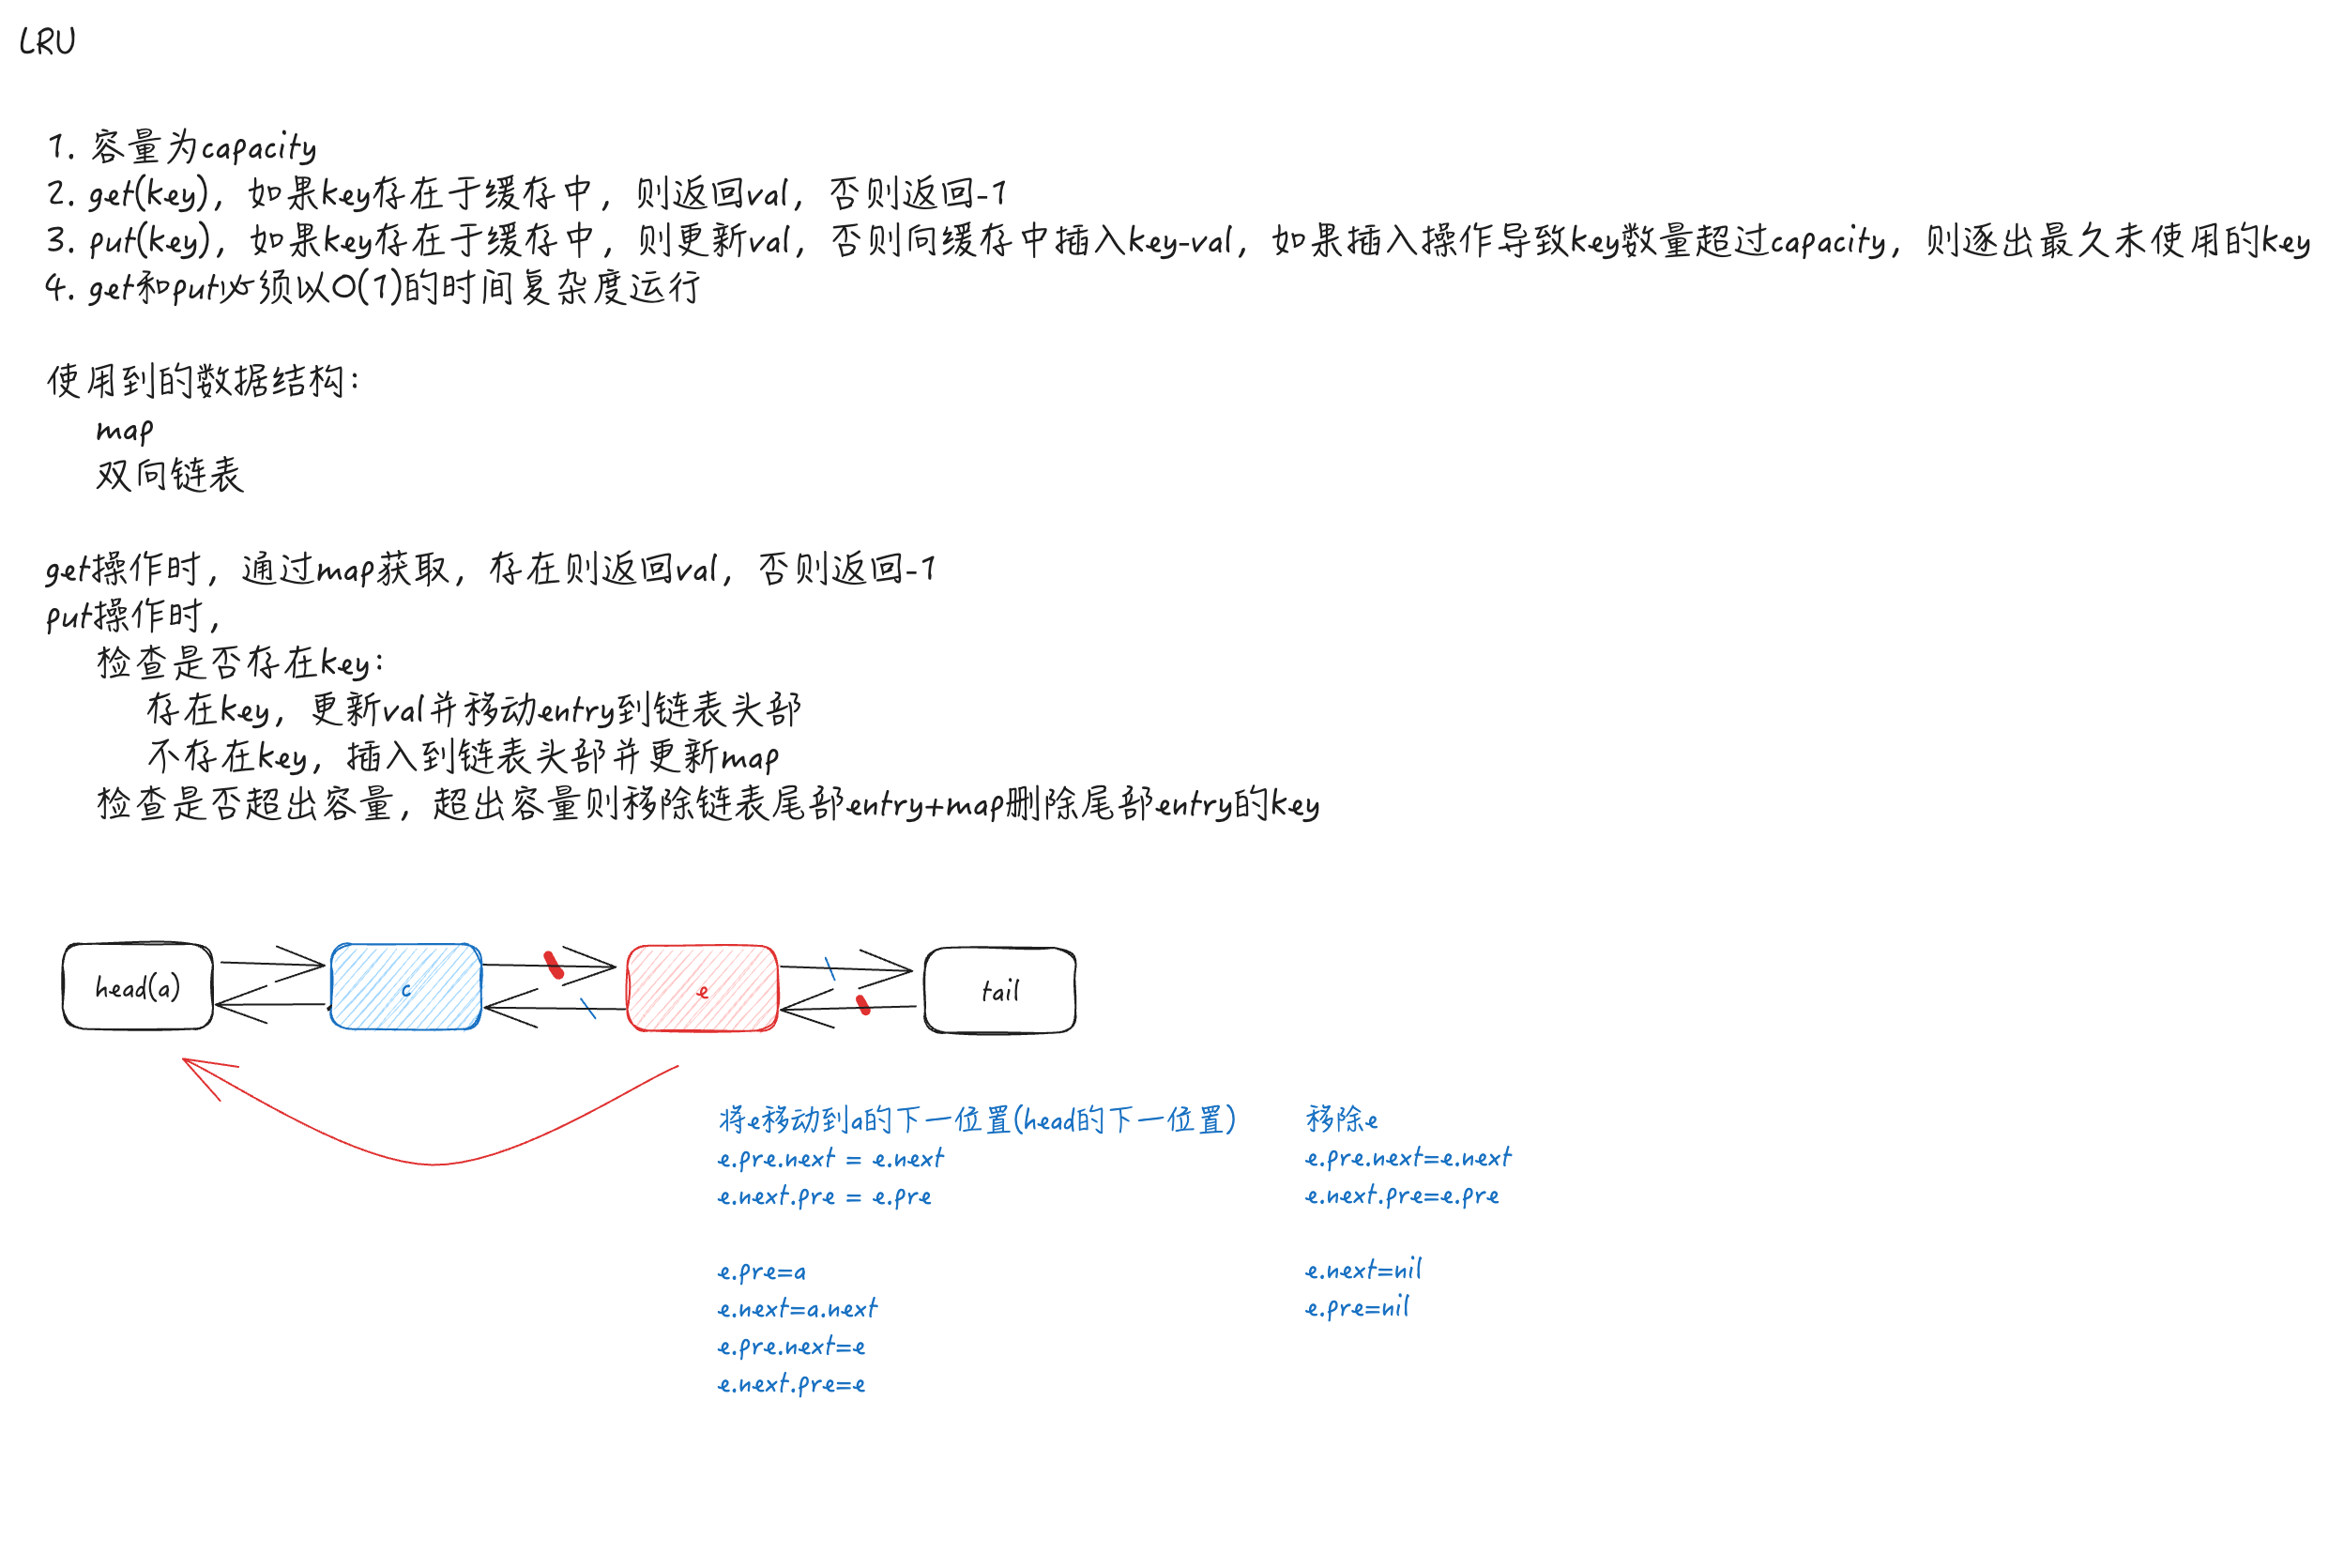 LRU
1. 容量为capacity
2. get(key)，如果key存在于缓存中，则返回val，否则返回-1
3. put(key)，如果key存在于缓存中，则更新val，否则向缓存中插入key-val，如果插入操作导致key数量超过capacity，则逐出最久未使用的key
4. get和put必须以O(1)的时间复杂度运行
使用到的数据结构：
map
双向链表
get操作时，通过map获取，存在则返回val，否则返回-1
put操作时，
检查是否存在key：
存在key，更新val并移动entry到链表头部
不存在key，插入到链表头部并更新map
检查是否超出容量，超出容量则移除链表尾部entry+map删除尾部entry的key
head(a)
c
e
tail
将e移动到a的下一位置(head的下一位置)
e.pre.next = e.next
e.next.pre = e.pre
e.pre=a
e.next=a.next
e.pre.next=e
e.next.pre=e
移除e
e.pre.next=e.next
e.next.pre=e.pre
e.next=nil
e.pre=nil